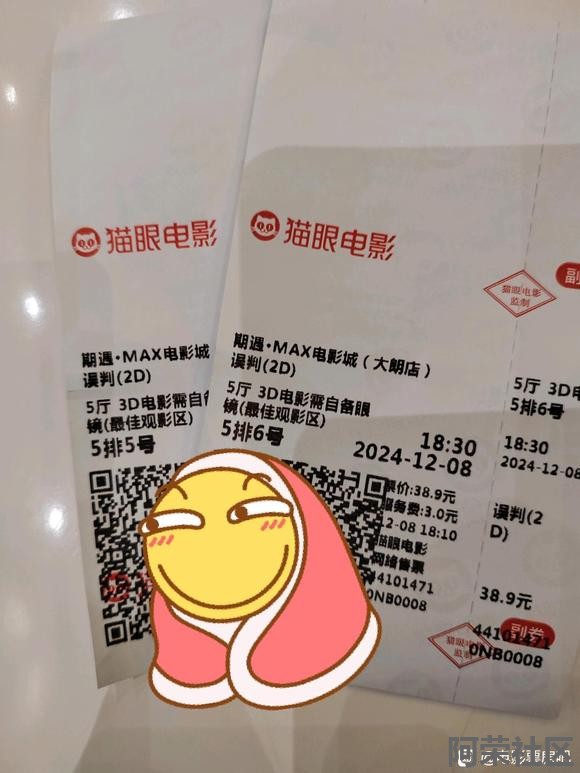 猫眼电影
期遇·MAX电影城
误判(2D)
5厅 3D电影需自备
镜(最佳观影区)
5排5号
猫眼电影
期遇·MAX电影城（大朗店）
误判(2D)
5厅 3D电影需自备眼
镜(最佳观影区)
5排6号
18:30
2024-12-08
票价:38.9元
服务费:3.0元
12-08 18:10
猫眼电影
网络售票
44101471
0NB0008
副
猫眼电影
监制
5厅
5排6号
18:30
2024-12-08
误判(2
D)
38.9元
副券
猫眼电影
监制
44101471
0NB0008
阿荣社区